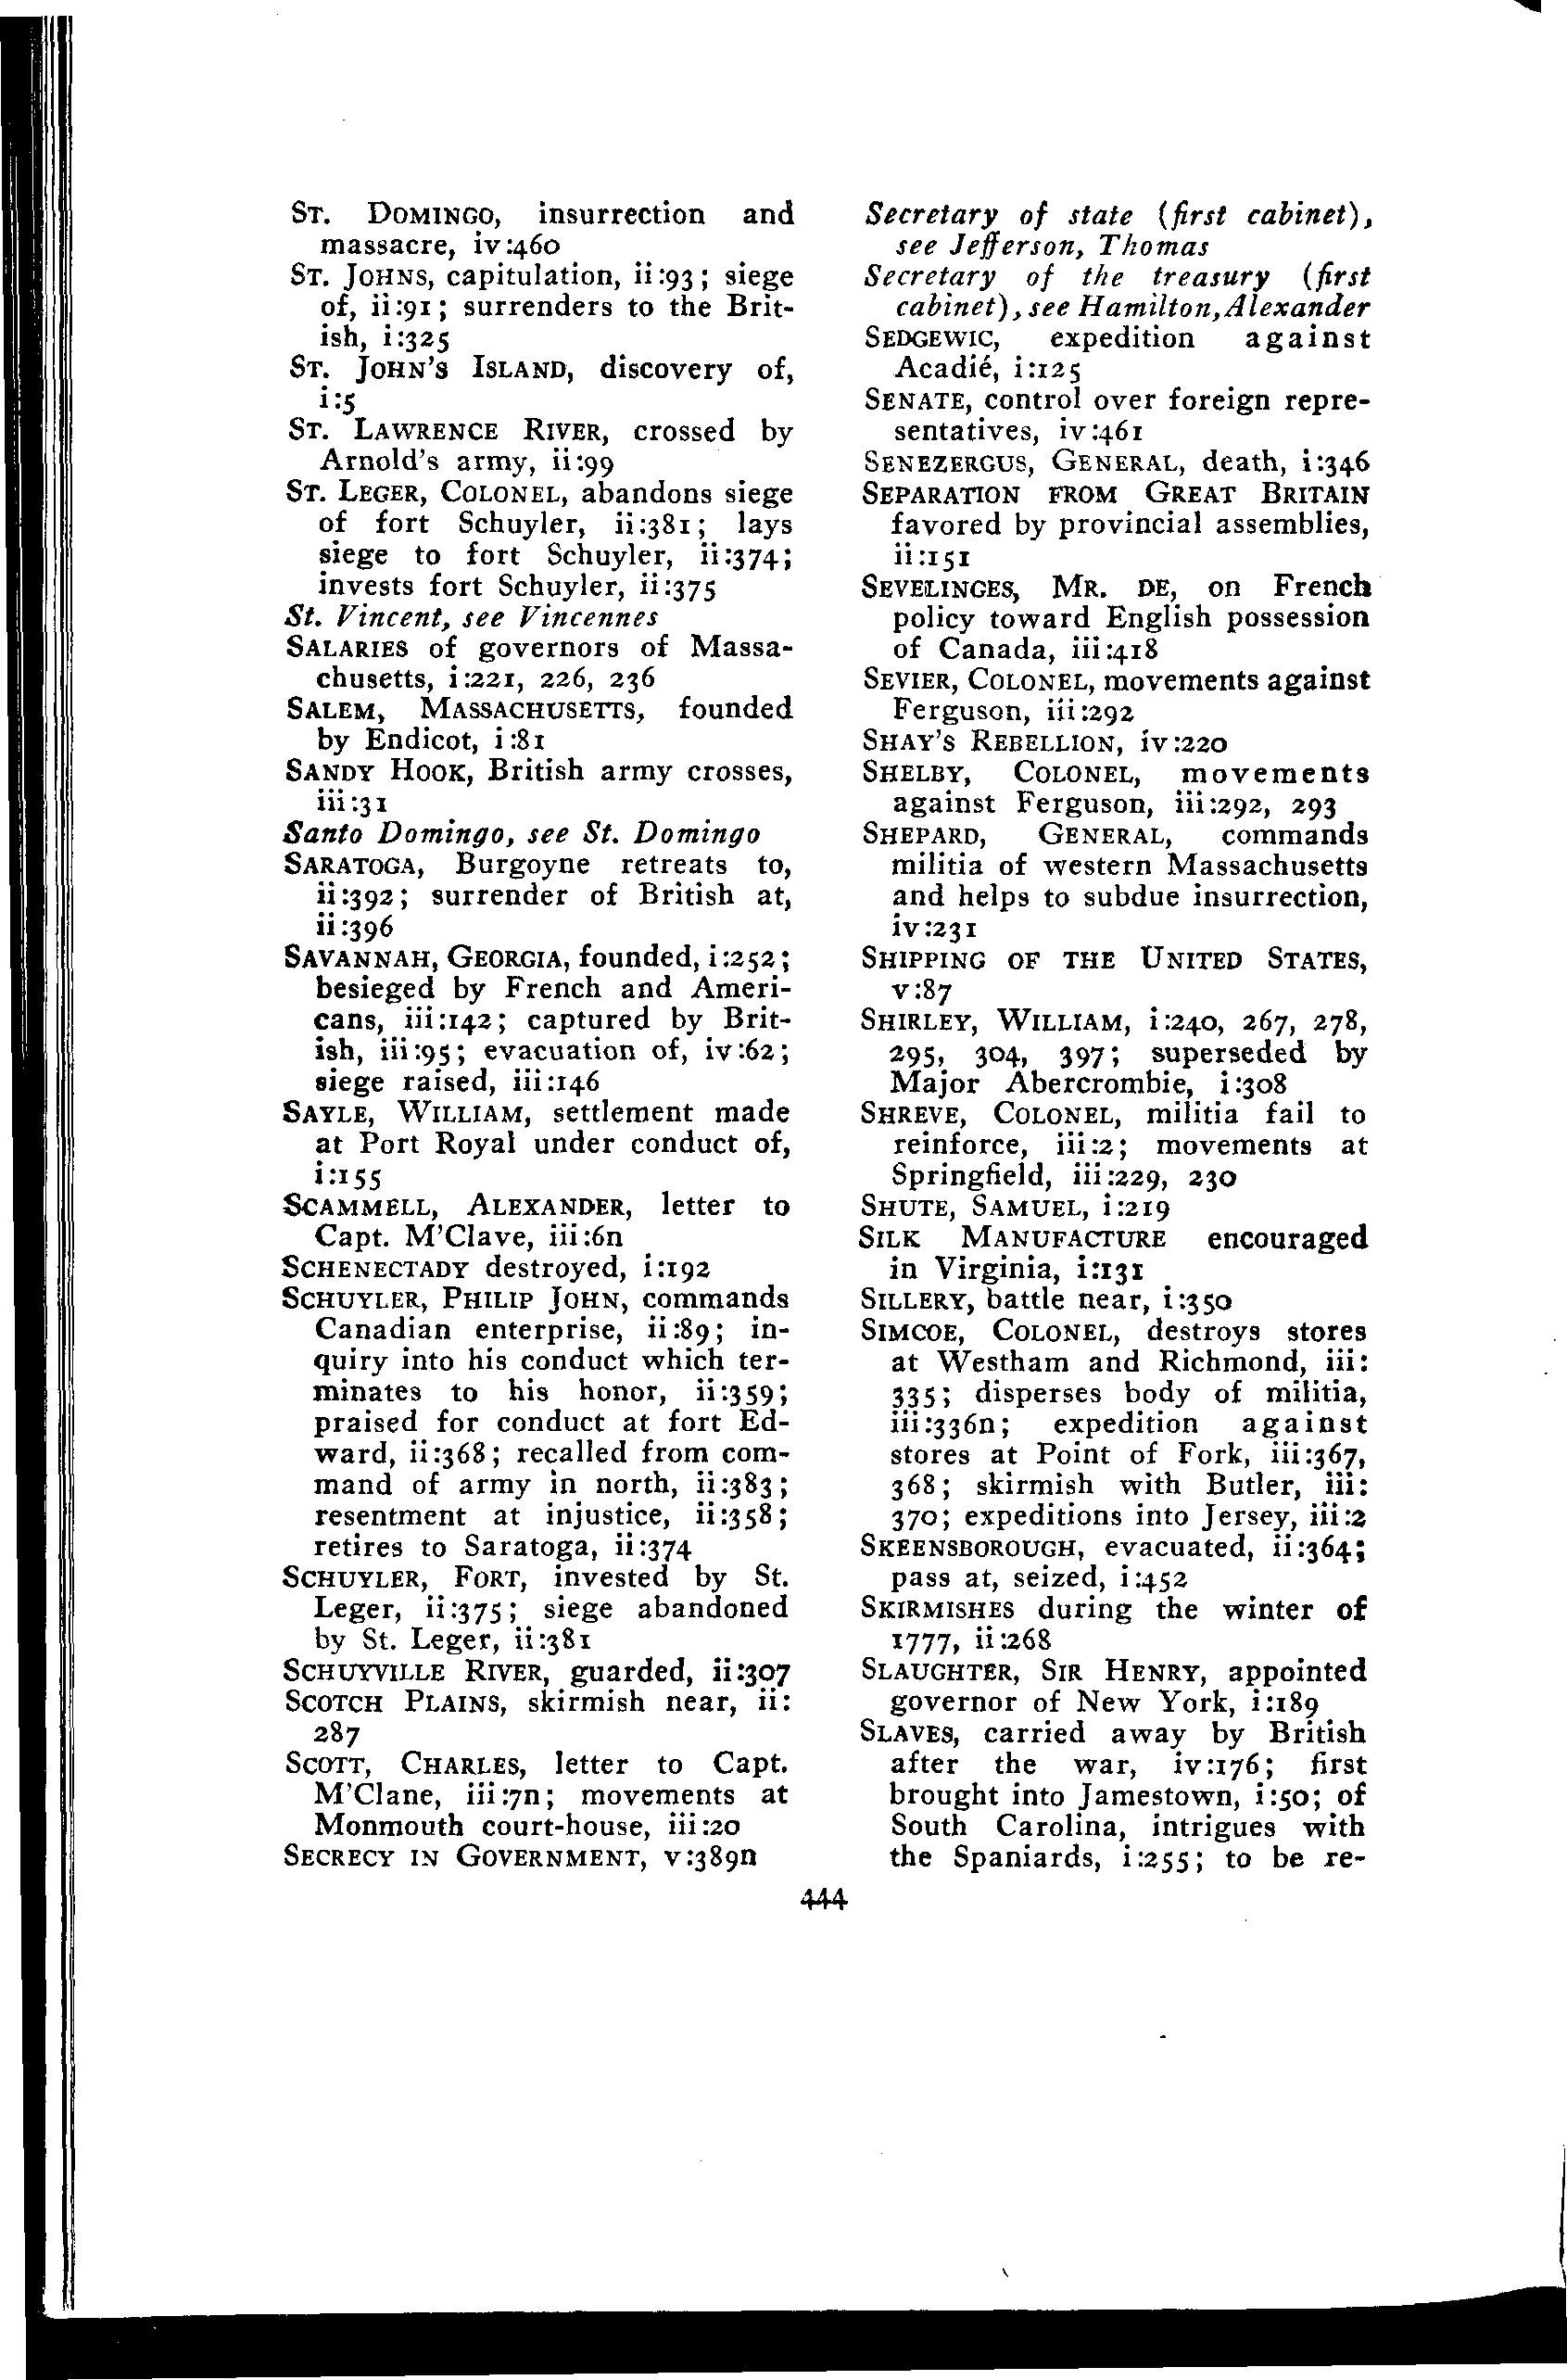 ST. DOMINGO, insurrection and
massacre, iv:460
ST. JOHNS, capitulation, ii:93; siege
of, ii:91; surrenders to the Brit-
ish, i:325
ST. JOHN'S ISLAND, discovery of,
i:5
ST. LAWRENCE RIVER, crossed by
Arnold's army, ii:99
ST. LEGER, COLONEL, abandons siege
of fort Schuyler, ii:381; lays
siege to fort Schuyler, ii:374;
invests fort Schuyler, ii:375
St. Vincent, see Vincennes
SALARIES of governors of Massa-
chusetts, i:221, 226, 236
SALEM, MASSACHUSETTS, founded
by Endicot, i:81
SANDY HOOK, British army crosses,
iii:31
Santo Domingo, see St. Domingo
SARATOGA, Burgoyne retreats to,
ii:392; surrender of British at,
ii:396
SAVANNAH, GEORGIA, founded, i:252;
besieged by French and Ameri-
cans, iii:142; captured by Brit-
ish, iii:95; evacuation of, iv:62;
siege raised, iii:146
SAYLE, WILLIAM, settlement made
at Port Royal under conduct of,
i:155
SCAMMELL, ALEXANDER, letter to
Capt. M'Clave, iii:6n
SCHENECTADY destroyed, i:192
SCHUYLER, PHILIP JOHN, commands
Canadian enterprise, ii:89; in-
quiry into his conduct which ter-
minates to his honor, ii:359;
praised for conduct at fort Ed-
ward, ii:368; recalled from com-
mand of army in north, ii:383;
resentment at injustice, ii:358;
retires to Saratoga, ii:374
SCHUYLER, FORT, invested by St.
Leger, ii:375; siege abandoned
by St. Leger, ii:381
SCHUYVILLE RIVER, guarded, ii:307
SCOTCH PLAINS, skirmish near, ii:
287
SCOTT, CHARLES, letter to Capt.
M'Clane, iii:7n; movements at
Monmouth court-house, iii:20
SECRECY IN GOVERNMENT, v:389n
Secretary of state (first cabinet),
see Jefferson, Thomas
Secretary of the treasury (first
cabinet), see Hamilton, Alexander
SEDGEWIC, expedition against
Acadié, i:125
SENATE, control over foreign repre-
sentatives, iv:461
SENEZERGUS, GENERAL, death, i:346
SEPARATION FROM GREAT BRITAIN
favored by provincial assemblies,
ii:151
SEVELINGES, MR. DE, on French
policy toward English possession
of Canada, iii:418
SEVIER, COLONEL, movements against
Ferguson, iii:292
SHAY'S REBELLION, iv:220
SHELBY, COLONEL, movements
against Ferguson, iii:292, 293
SHEPARD, GENERAL, commands
militia of western Massachusetts
and helps to subdue insurrection,
iv:231
SHIPPING OF THE UNITED STATES,
v:87
SHIRLEY, WILLIAM, i:240, 267, 278,
295, 304, 397; superseded by
Major Abercrombie, i:308
SHREVE, COLONEL, militia fail to
reinforce, iii:2; movements at
Springfield, iii:229, 230
SHUTE, SAMUEL, i:219
SILK MANUFACTURE encouraged
in Virginia, i:131
SILLERY, battle near, i:350
SIMCOE, COLONEL, destroys stores
at Westham and Richmond, iii:
335; disperses body of militia,
iii:336n; expedition against
stores at Point of Fork, iii:367,
368; skirmish with Butler, iii:
370; expeditions into Jersey, iii:2
SKEENSBOROUGH, evacuated, ii:364;
pass at, seized, i:452
SKIRMISHES during the winter of
1777, ii:268
SLAUGHTER, SIR HENRY, appointed
governor of New York, i:189
SLAVES, carried away by British
after the war, iv:176; first
brought into Jamestown, i:50; of
South Carolina, intrigues with
the Spaniards, i:255; to be re-
444